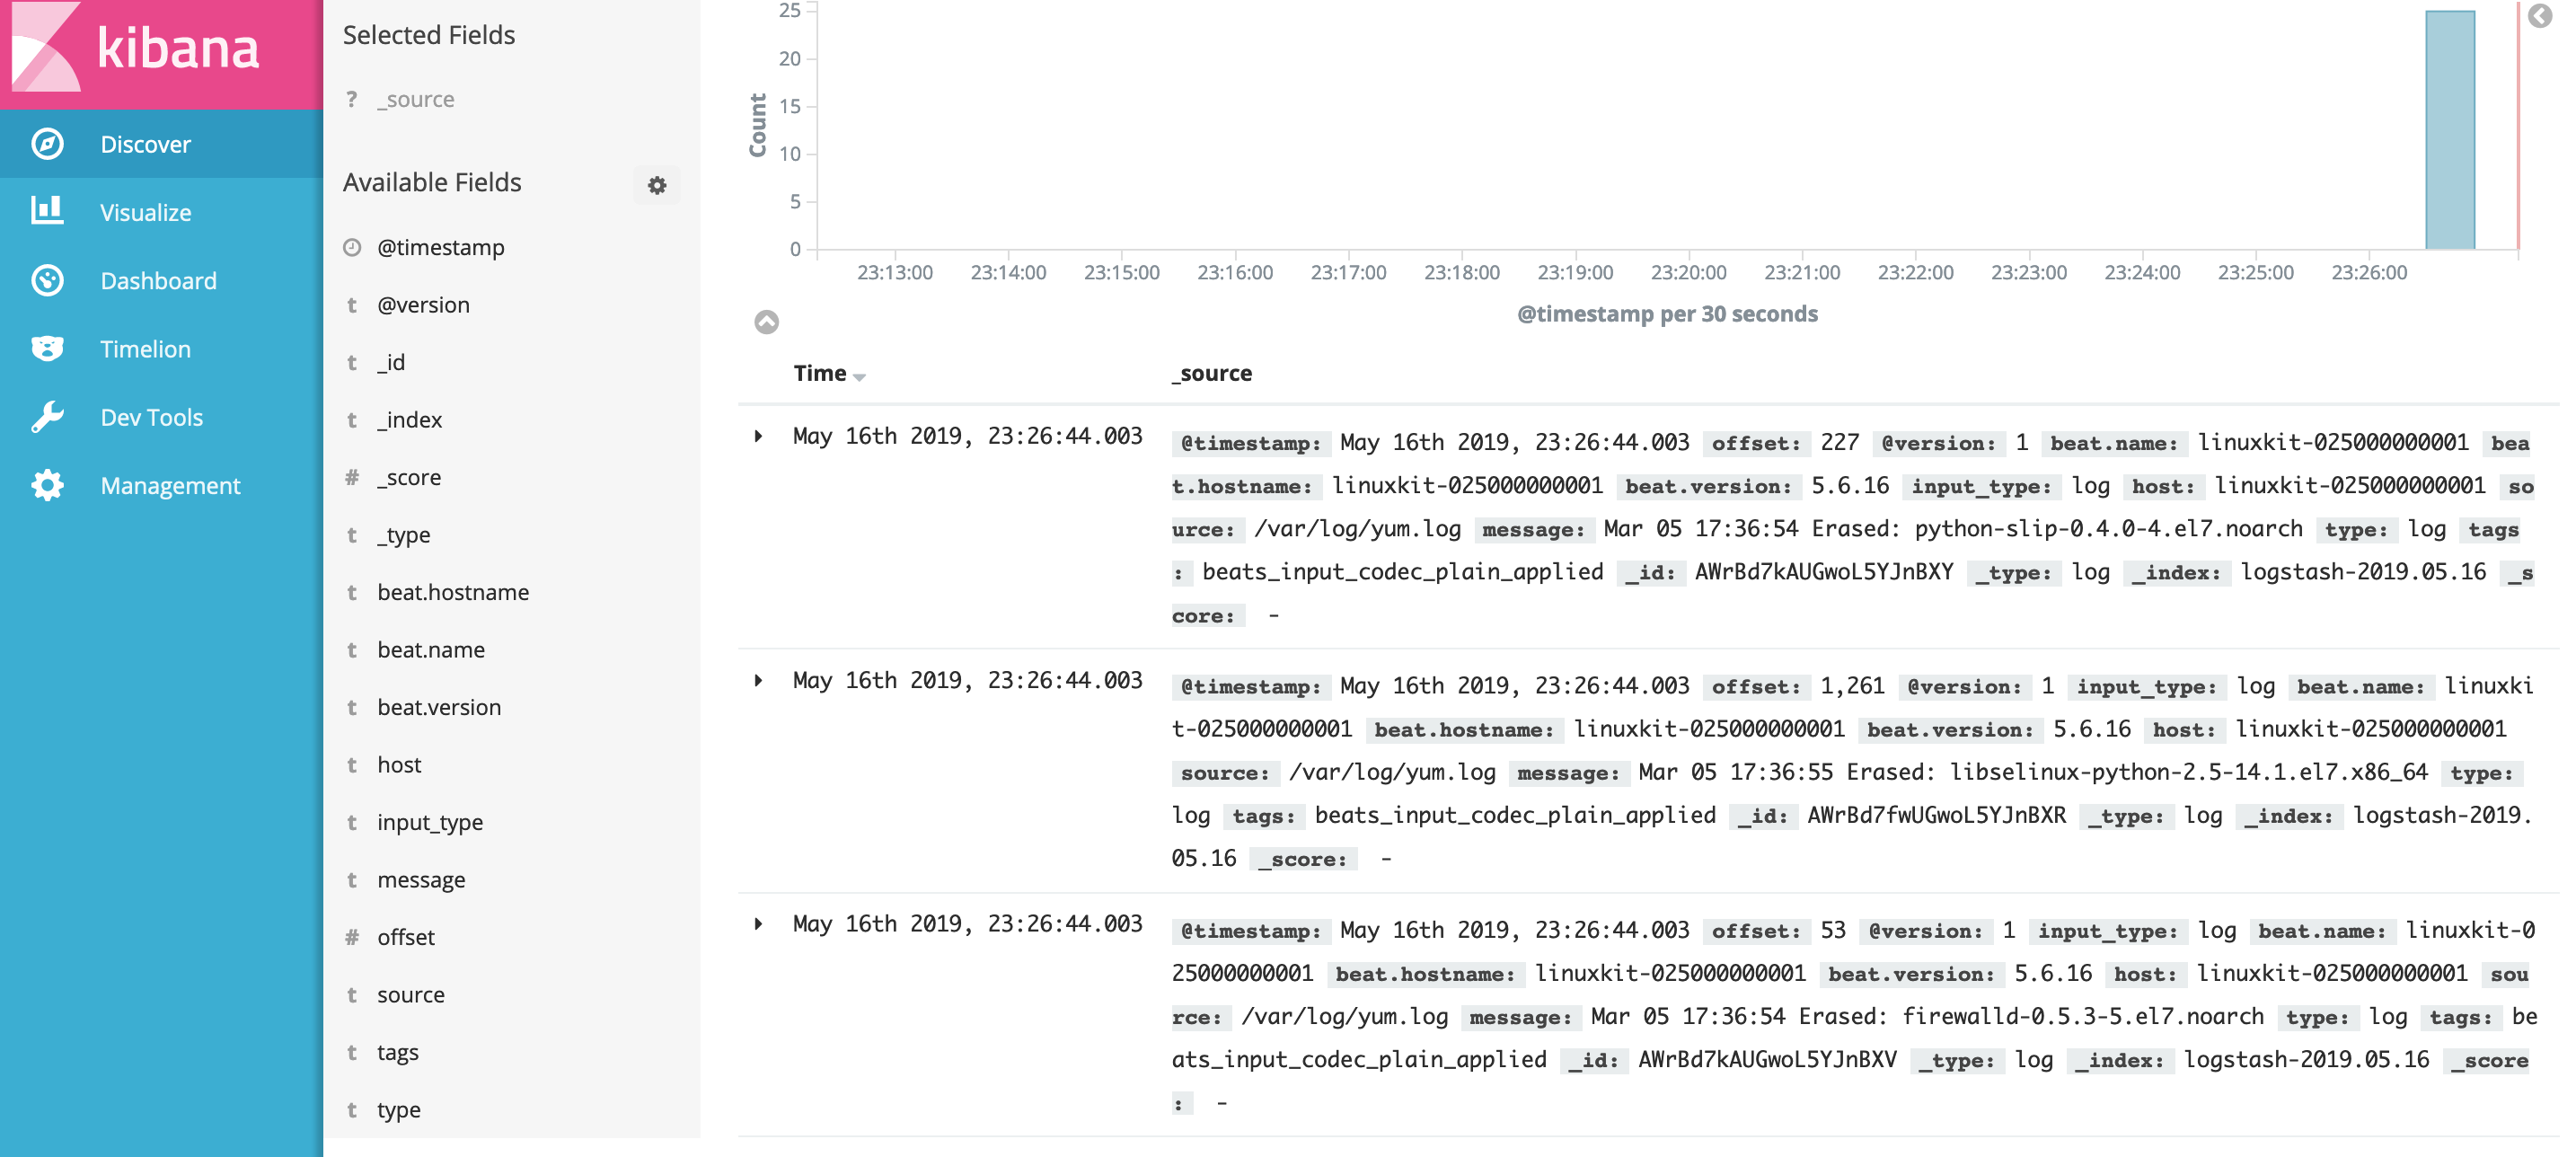 kibana
Discover
Visualize
Dashboard
Timelion
Dev Tools
Management
Selected Fields
? _source
Available Fields
@timestamp
t @version
t _id
t _index
# _score
t _type
t beat.hostname
t beat.name
t beat.version
t host
t input_type
t message
# offset
t source
t tags
t type
Count
25
20
15
10
5
0
23:13:00 23:14:00 23:15:00 23:16:00 23:17:00 23:18:00 23:19:00 23:20:00 23:21:00 23:22:00 23:23:00 23:24:00 23:25:00 23:26:00
@timestamp per 30 seconds
Time _source
May 16th 2019, 23:26:44.003 @timestamp: May 16th 2019, 23:26:44.003 offset: 227 @version: 1 beat.name: linuxkit-025000000001 bea
t.hostname: linuxkit-025000000001 beat.version: 5.6.16 input_type: log host: linuxkit-025000000001 so
urce: /var/log/yum.log message: Mar 05 17:36:54 Erased: python-slip-0.4.0-4.el7.noarch type: log tags
: beats_input_codec_plain_applied _id: AWrBd7kAUGwoL5YJnBXY _type: log _index: logstash-2019.05.16 _s
core: -
May 16th 2019, 23:26:44.003 @timestamp: May 16th 2019, 23:26:44.003 offset: 1,261 @version: 1 input_type: log beat.name: linuxki
t-025000000001 beat.hostname: linuxkit-025000000001 beat.version: 5.6.16 host: linuxkit-025000000001
source: /var/log/yum.log message: Mar 05 17:36:55 Erased: libselinux-python-2.5-14.1.el7.x86_64 type:
log tags: beats_input_codec_plain_applied _id: AWrBd7fwUGwoL5YJnBXR _type: log _index: logstash-2019.
05.16 _score: -
May 16th 2019, 23:26:44.003 @timestamp: May 16th 2019, 23:26:44.003 offset: 53 @version: 1 input_type: log beat.name: linuxkit-0
25000000001 beat.hostname: linuxkit-025000000001 beat.version: 5.6.16 host: linuxkit-025000000001 sou
rce: /var/log/yum.log message: Mar 05 17:36:54 Erased: firewalld-0.5.3-5.el7.noarch type: log tags: be
ats_input_codec_plain_applied _id: AWrBd7kAUGwoL5YJnBXV _type: log _index: logstash-2019.05.16 _score
: -